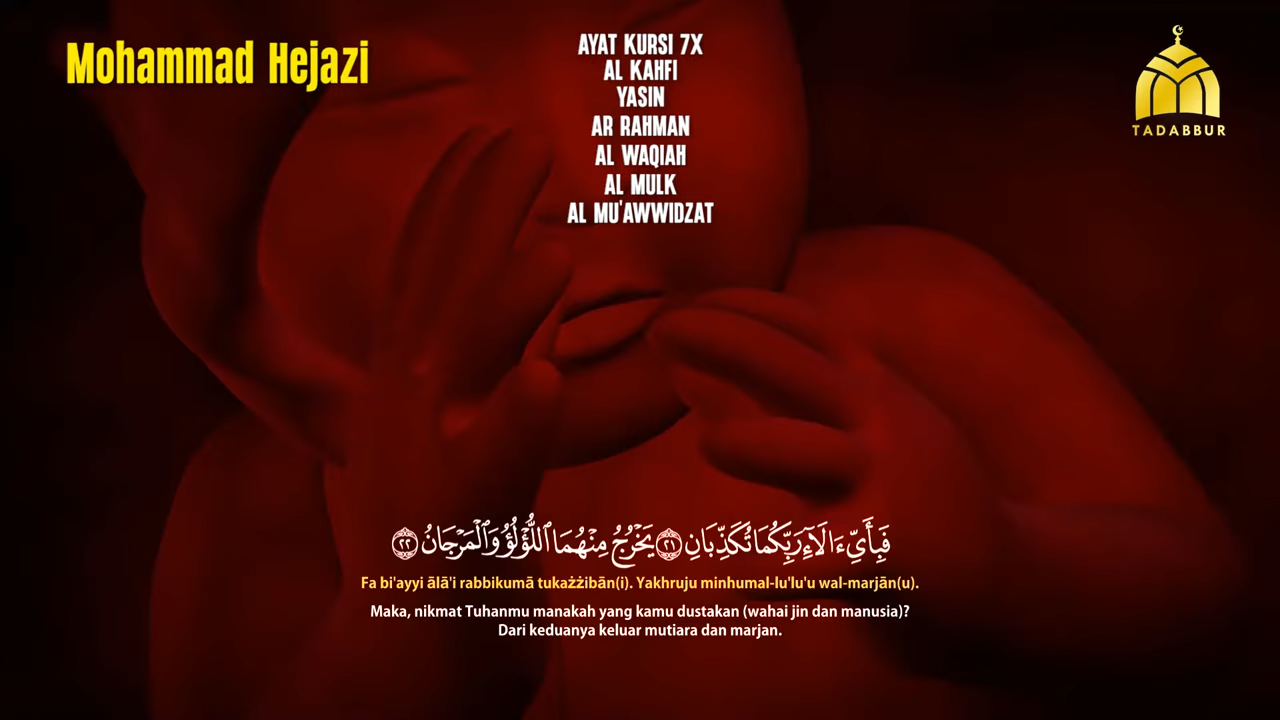 Mohammad Hejazi
AYAT KURSI 7X
AL KAHFI
YASIN
AR RAHMAN
AL WAQIAH
AL MULK
AL MU'AWWIDZAT
TADABBUR
فَبِأَيِّ ءَالَآءِ رَبِّكُمَا تُكَذِّبَانِ ٢١ يَخْرُجُ مِنْهُمَا ٱللُّؤْلُؤُ وَٱلْمَرْجَانُ ٢٢
Fa bi'ayyi ālā'i rabbikumā tukażżibān(i). Yakhruju minhumal-lu'lu'u wal-marjān(u).
Maka, nikmat Tuhanmu manakah yang kamu dustakan (wahai jin dan manusia)?
Dari keduanya keluar mutiara dan marjan.